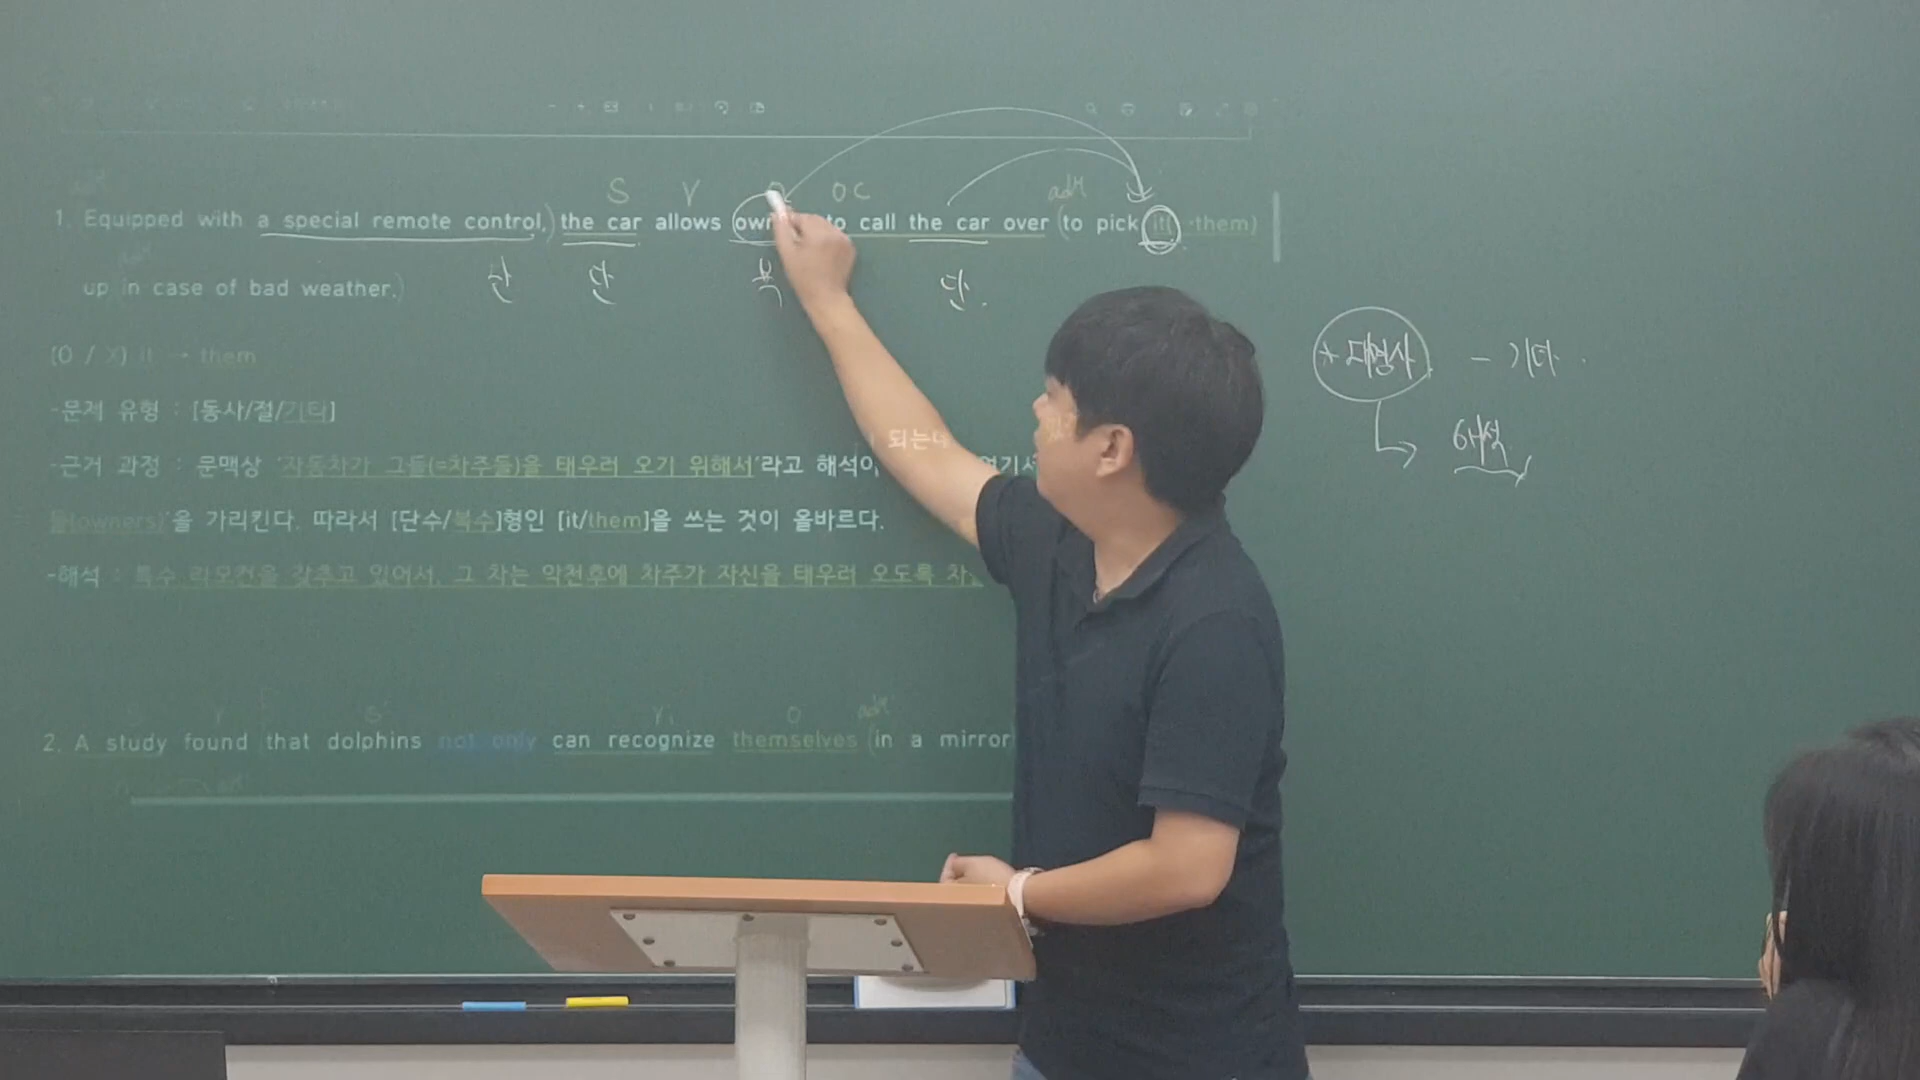 S V O OC adv
1. Equipped with a special remote control,) the car allows own to call the car over (to pick it( them)
단 단 복 단.
up in case of bad weather.)
(O / X) it → them
* 대명사 - 기타
-문제 유형 : [동사/절/기타]
해석
되는데
-근거 과정 : 문맥상 '자동차가 그들(=차주들)을 태우러 오기 위해서'라고 해석이 여기서
들(owners)'을 가리킨다. 따라서 [단수/복수]형인 [it/them]을 쓰는 것이 올바르다.
-해석 : 특수 리모컨을 갖추고 있어서, 그 차는 악천후에 차주가 자신을 태우러 오도록 차를
S V S' V' O adv
2. A study found that dolphins not only can recognize themselves (in a mirror